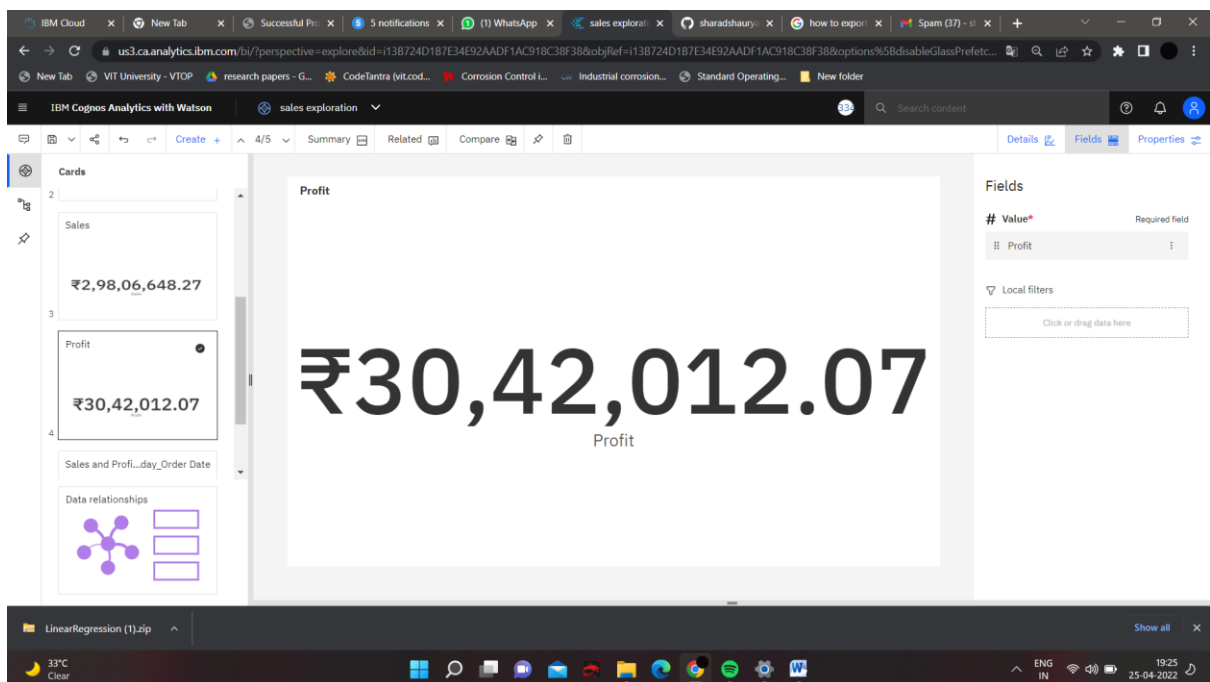 IBM Cloud
New Tab
Successful Pro
5 notifications
(1) WhatsApp
sales explorati
sharadshaurya
how to export
Spam (37) - sh
us3.ca.analytics.ibm.com/bi/?perspective=explore&id=i13B724D1B7E34E92AADF1AC918C38F38&objRef=i13B724D1B7E34E92AADF1AC918C38F38&options%5BdisableGlassPrefetc...
New Tab
VIT University - VTOP
research papers - G...
CodeTantra (vit.cod...
Corrosion Control i...
Industrial corrosion...
Standard Operating...
New folder
IBM Cognos Analytics with Watson
sales exploration
334
Search content
Create +
4/5
Summary
Related
Compare
Details
Fields
Properties
Cards
2
Sales
₹2,98,06,648.27
3
Profit
₹30,42,012.07
4
Sales and Profi...day_Order Date
Data relationships
Profit
₹30,42,012.07
Profit
Fields
# Value*
Required field
Profit
Local filters
Click or drag data here
LinearRegression (1).zip
Show all
33°C
Clear
ENG
IN
19:25
25-04-2022